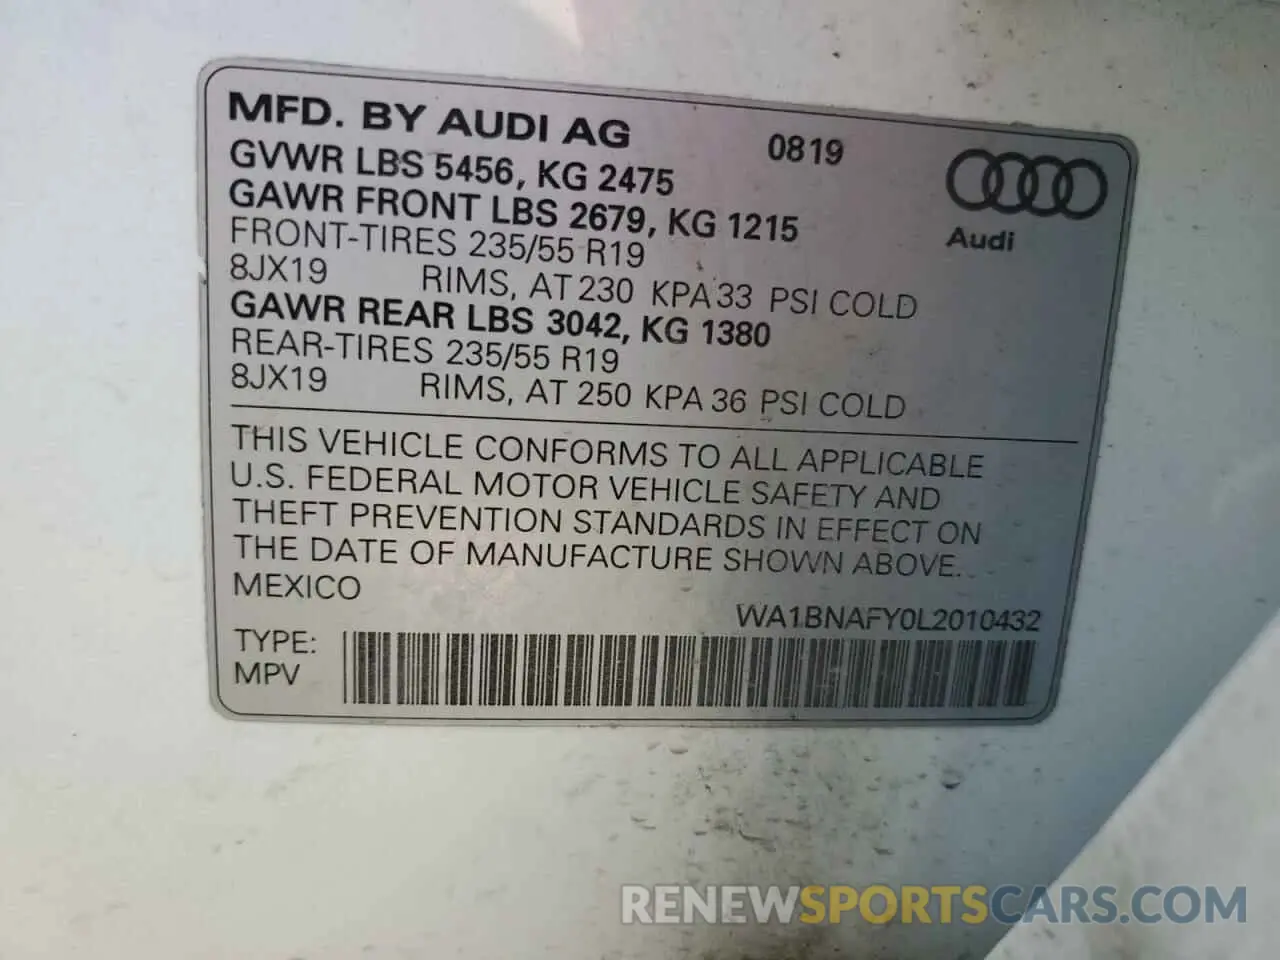 MFD. BY AUDI AG 0819
GVWR LBS 5456, KG 2475
GAWR FRONT LBS 2679, KG 1215
Audi
FRONT-TIRES 235/55 R19
8JX19 RIMS, AT 230 KPA 33 PSI COLD
GAWR REAR LBS 3042, KG 1380
REAR-TIRES 235/55 R19
8JX19 RIMS, AT 250 KPA 36 PSI COLD
THIS VEHICLE CONFORMS TO ALL APPLICABLE
U.S. FEDERAL MOTOR VEHICLE SAFETY AND
THEFT PREVENTION STANDARDS IN EFFECT ON
THE DATE OF MANUFACTURE SHOWN ABOVE.
MEXICO
WA1BNAFY0L2010432
TYPE:
MPV
RENEWSPORTSCARS.COM